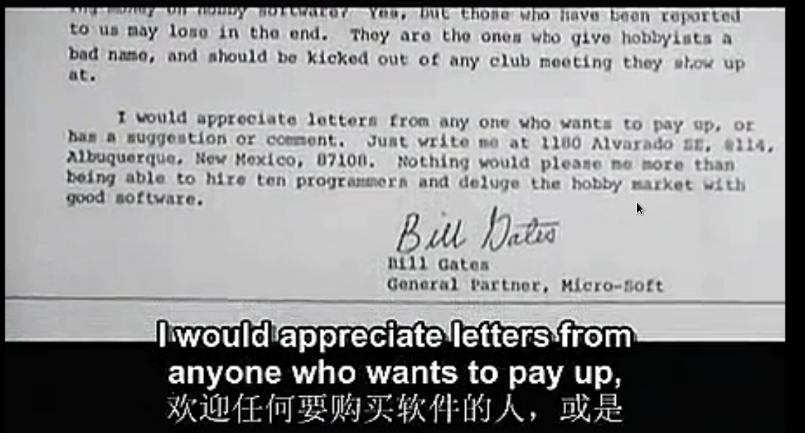 ing money on hobby software?  Yes, but those who have been reported
to us may lose in the end.  They are the ones who give hobbyists a
bad name, and should be kicked out of any club meeting they show up
at.
I would appreciate letters from any one who wants to pay up, or
has a suggestion or comment.  Just write me at 1180 Alvarado SE, #114,
Albuquerque, New Mexico, 87108.  Nothing would please me more than
being able to hire ten programmers and deluge the hobby market with
good software.
Bill Gates
Bill Gates
General Partner, Micro-Soft
I would appreciate letters from
anyone who wants to pay up,
欢迎任何要购买软件的人，或是